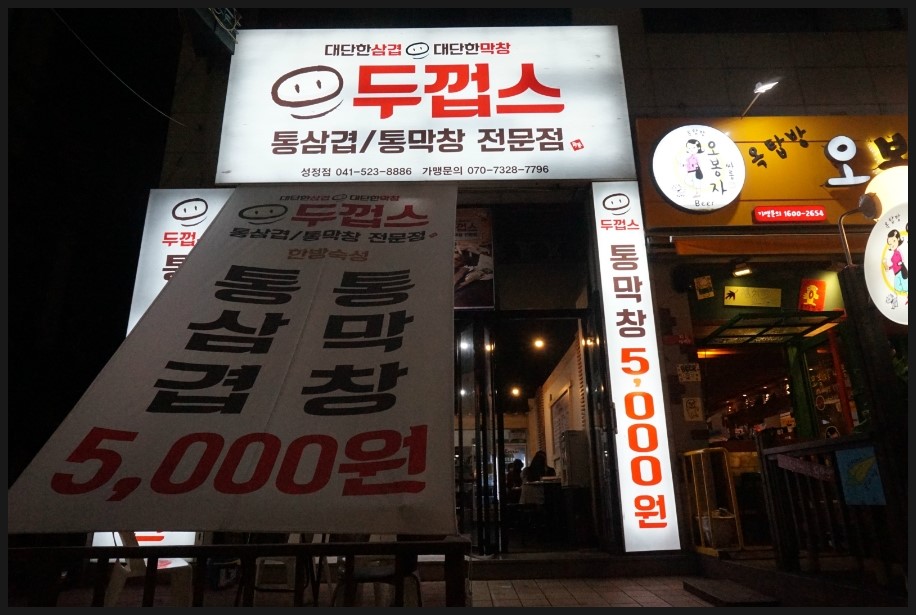 대단한삼겹 대단한막창
두껍스
통삼겹/통막창 전문점
성정점 041-523-8886 가맹문의 070-7328-7796
두껍스
통
대단한삼겹 대단한막창
두껍스
통삼겹/통막창 전문점
한방숙성
통삼겹
통막창
5,000원
두껍스
통막창
5,000원
오봉자
옥탑방
오
가맹문의 1600-2654